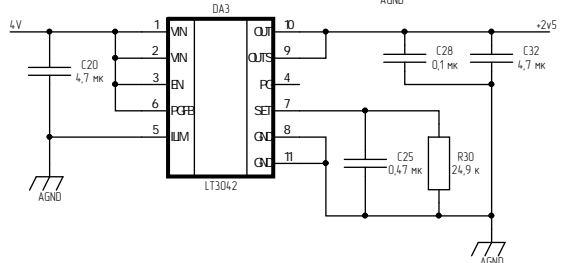 AGND
DA3
4V
1 VIN OUT 10
+2v5
2 VIN OUTS 9
C20
4,7 мк
C28
0,1 мк
C32
4,7 мк
3 EN PG 4
6 PGFB SET 7
5 ILIM GND 8
GND 11
C25
0,47 мк
R30
24,9 к
LT3042
AGND
AGND